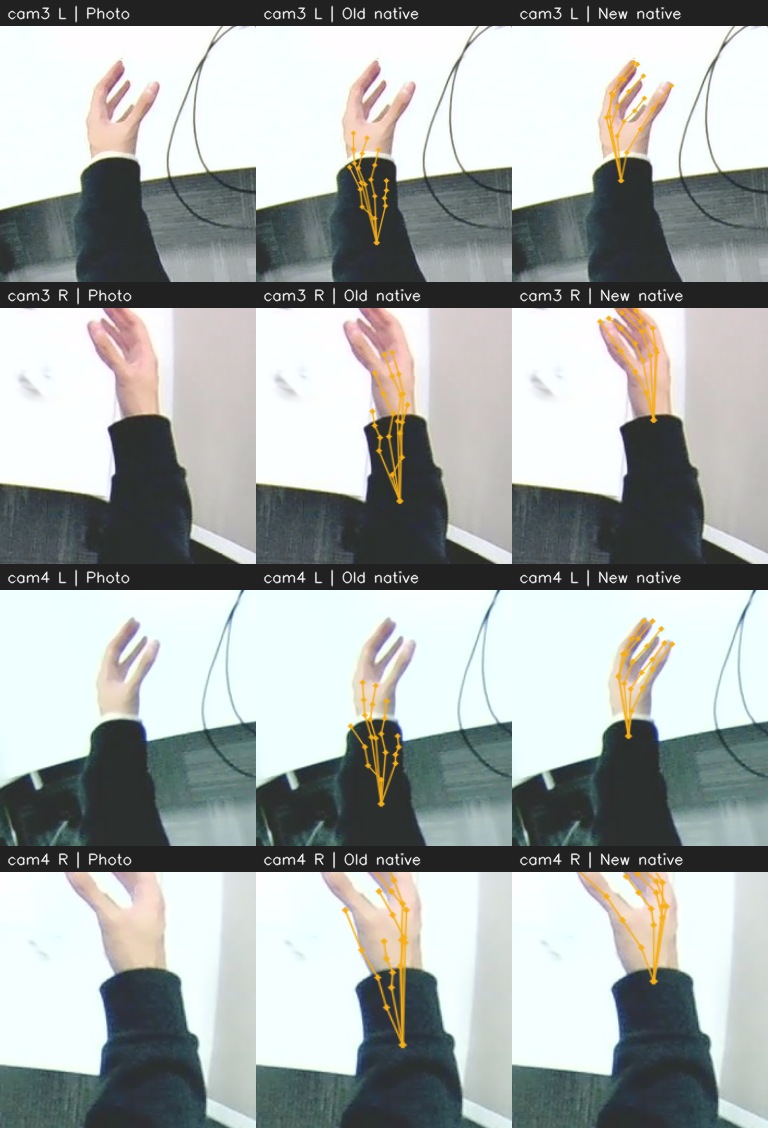 cam3 L | Photo
cam3 L | Old native
cam3 L | New native
cam3 R | Photo
cam3 R | Old native
cam3 R | New native
cam4 L | Photo
cam4 L | Old native
cam4 L | New native
cam4 R | Photo
cam4 R | Old native
cam4 R | New native